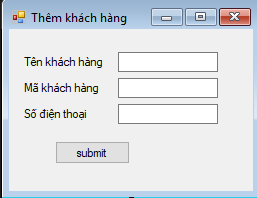 Thêm khách hàng
Tên khách hàng
Mã khách hàng
Số điện thoại
submit